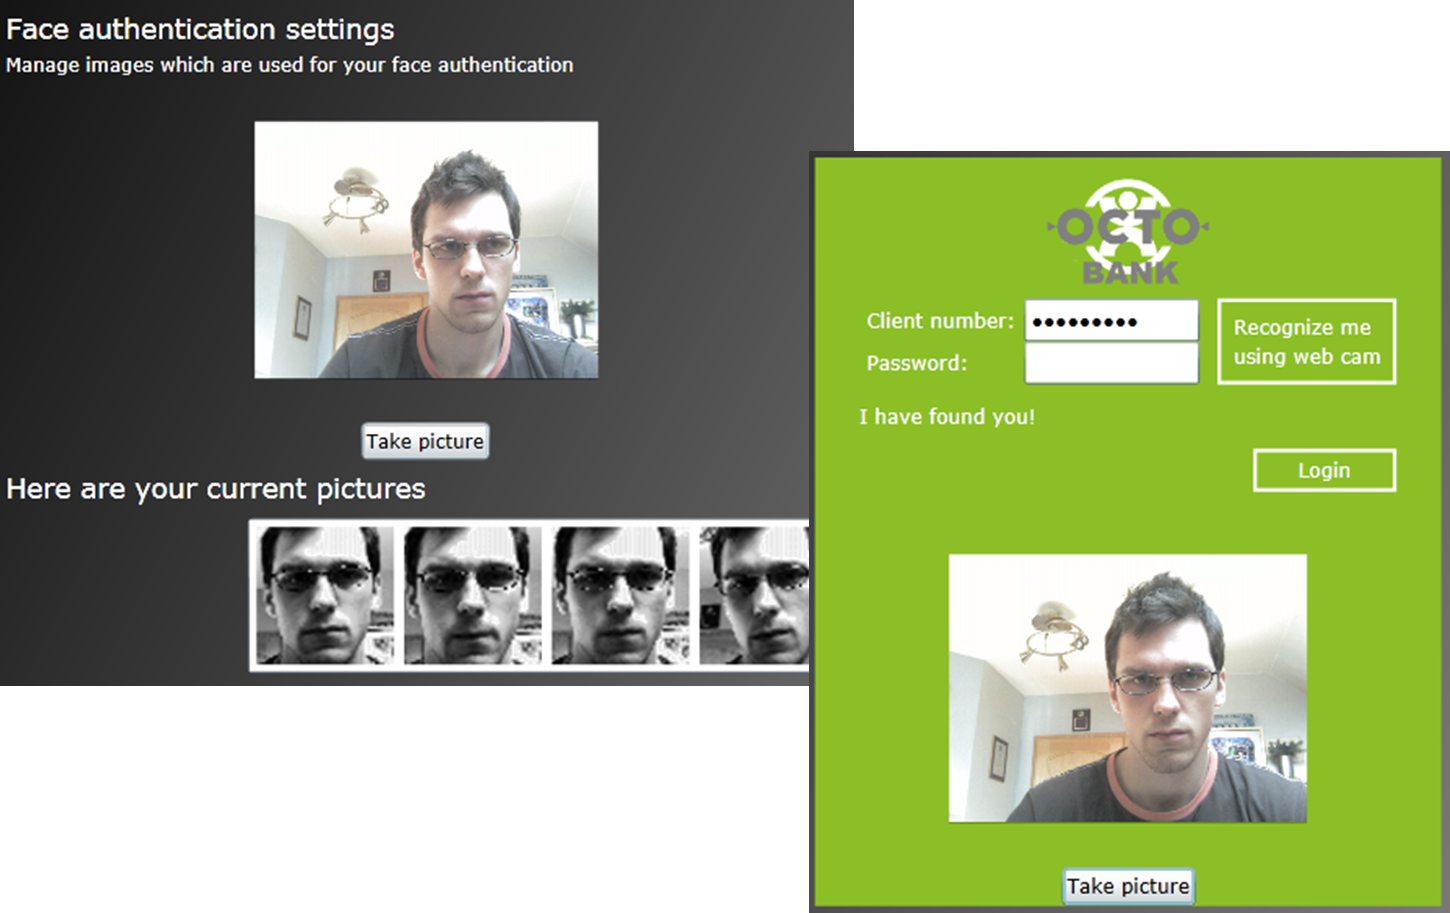 Face authentication settings
Manage images which are used for your face authentication
Take picture
Here are your current pictures
OCTO
BANK
Client number:
Password:
Recognize me
using web cam
I have found you!
Login
Take picture